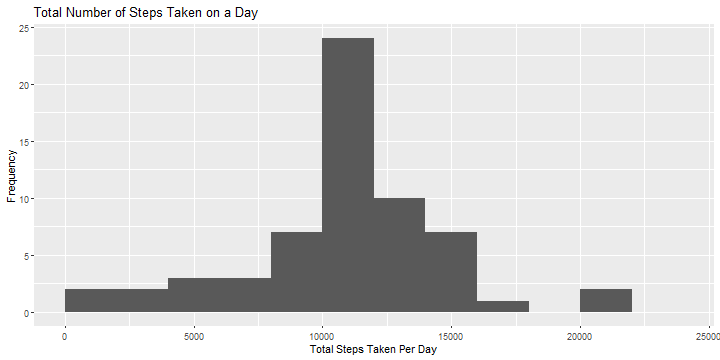 Total Number of Steps Taken on a Day
25
20
15
10
5
0
Frequency
0 5000 10000 15000 20000 25000
Total Steps Taken Per Day